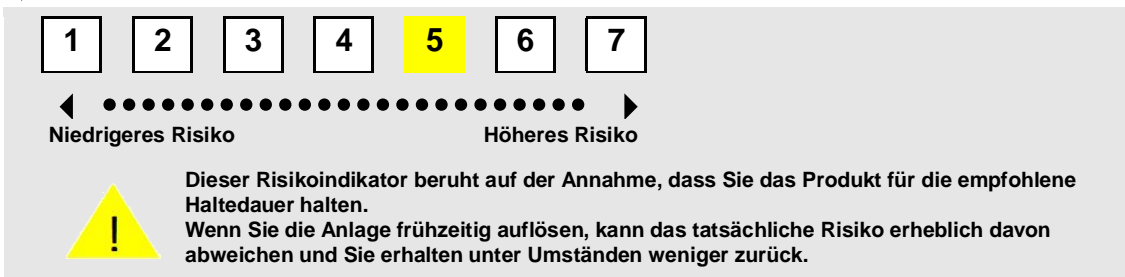 1 2 3 4 5 6 7
Niedrigeres Risiko Höheres Risiko
Dieser Risikoindikator beruht auf der Annahme, dass Sie das Produkt für die empfohlene
Haltedauer halten.
Wenn Sie die Anlage frühzeitig auflösen, kann das tatsächliche Risiko erheblich davon
abweichen und Sie erhalten unter Umständen weniger zurück.
!